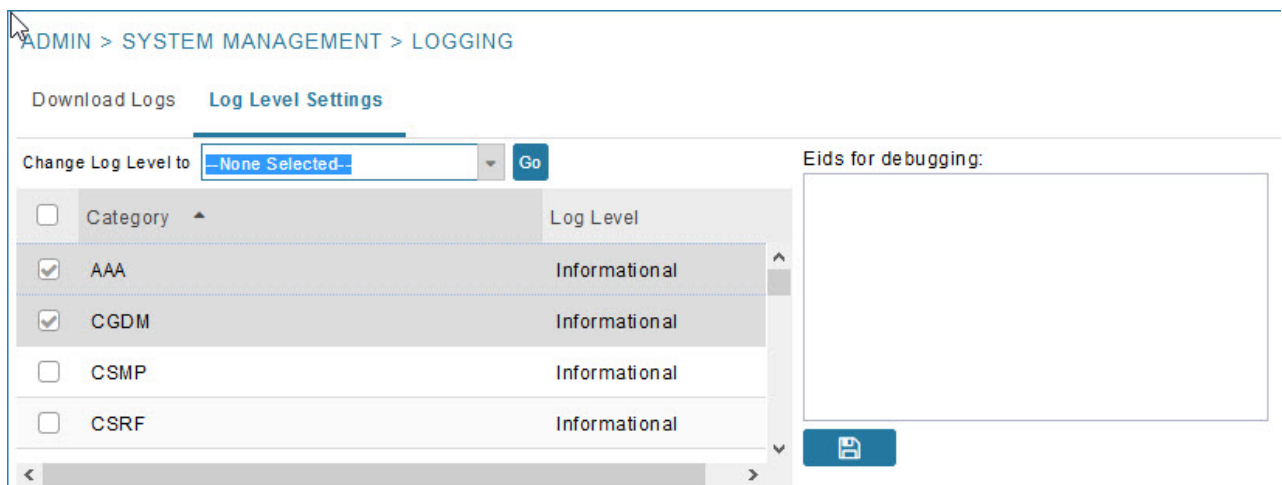 ADMIN > SYSTEM MANAGEMENT > LOGGING
Download Logs Log Level Settings
Change Log Level to --None Selected-- Go
Eids for debugging:
Category Log Level
AAA Informational
CGDM Informational
CSMP Informational
CSRF Informational